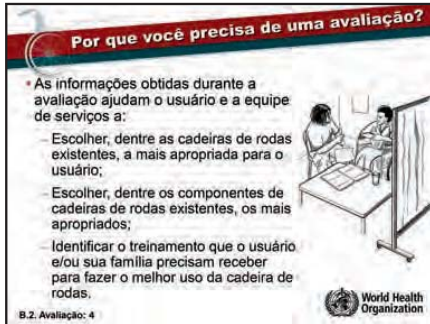 Por que você precisa de uma avaliação?
• As informações obtidas durante a
avaliação ajudam o usuário e a equipe
de serviços a:
– Escolher, dentre as cadeiras de rodas
existentes, a mais apropriada para o
usuário;
– Escolher, dentre os componentes de
cadeiras de rodas existentes, os mais
apropriados;
– Identificar o treinamento que o usuário
e/ou sua família precisam receber
para fazer o melhor uso da cadeira de
rodas.
B.2. Avaliação: 4
World Health
Organization